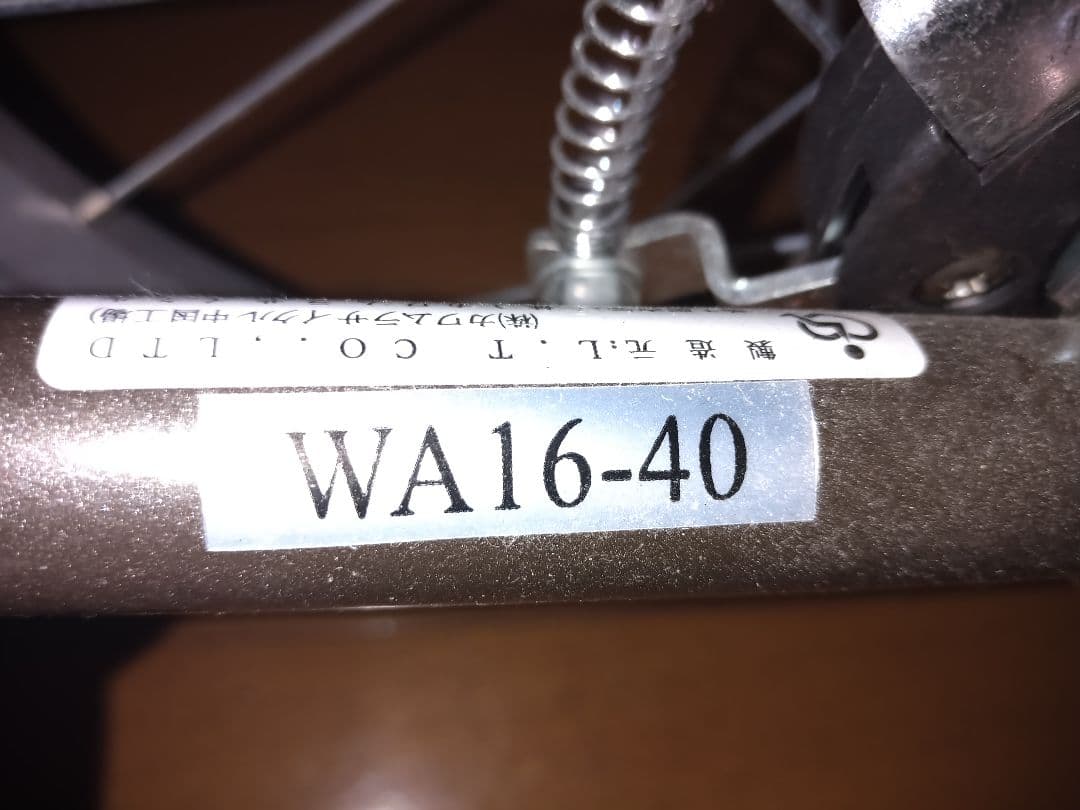 製 造 元:L . T CO ., LTD
(株)カワムラサイクル中国工場)
WA16-40